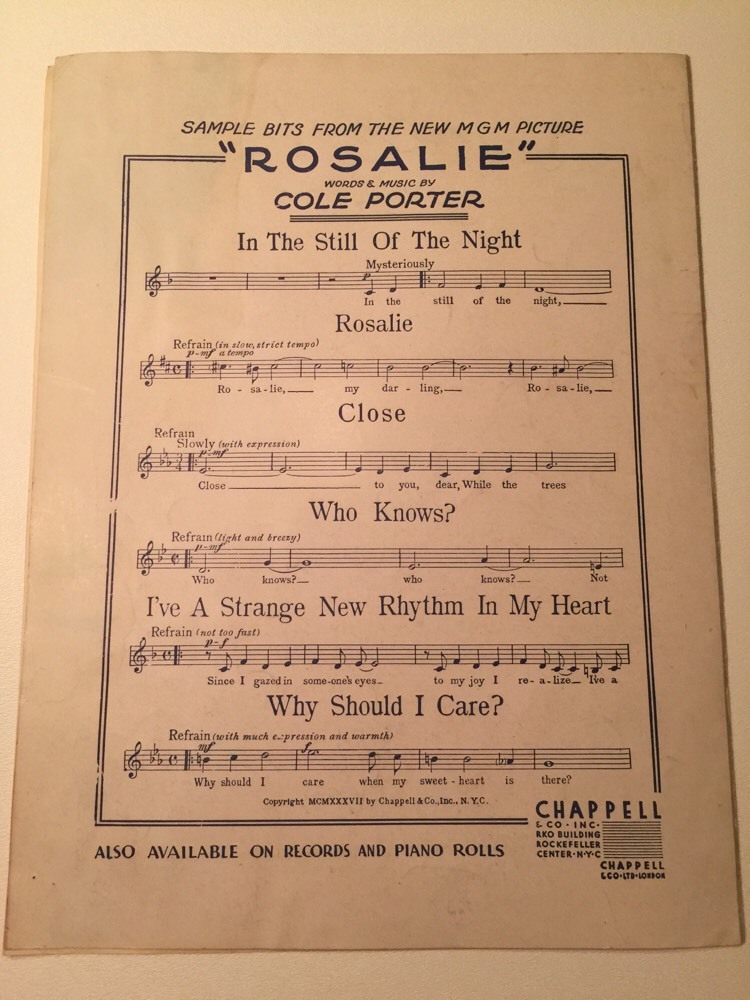 SAMPLE BITS FROM THE NEW MGM PICTURE
"ROSALIE"
WORDS & MUSIC BY
COLE PORTER
In The Still Of The Night
Mysteriously
p
In the still of the night,
Rosalie
Refrain (in slow, strict tempo)
p-mf a tempo
Ro - sa - lie, my dar - ling, Ro - sa - lie,
Close
Refrain
Slowly (with expression)
p-mf
Close to you, dear, While the trees
Who Knows?
Refrain (light and breezy)
p-mf
Who knows? who knows? Not
I've A Strange New Rhythm In My Heart
Refrain (not too fast)
p-f
Since I gazed in some-one's eyes to my joy I re - a - lize I've a
Why Should I Care?
Refrain (with much expression and warmth)
mf f
Why should I care when my sweet - heart is there?
Copyright MCMXXXVII by Chappell & Co., Inc., N.Y.C.
CHAPPELL
& CO · INC ·
RKO BUILDING
ROCKEFELLER
CENTER · N·Y·C
CHAPPELL
& CO · LTD · LONDON
ALSO AVAILABLE ON RECORDS AND PIANO ROLLS